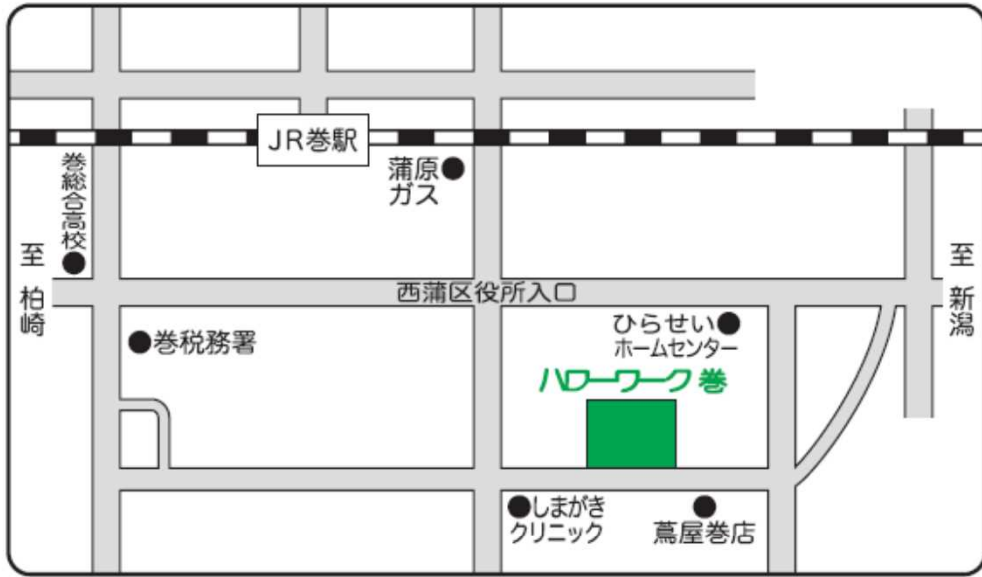 JR巻駅
蒲原
ガス
巻総合高校
至 柏崎
至 新潟
西蒲区役所入口
巻税務署
ひらせい
ホームセンター
ハローワーク 巻
しまがき
クリニック
蔦屋巻店